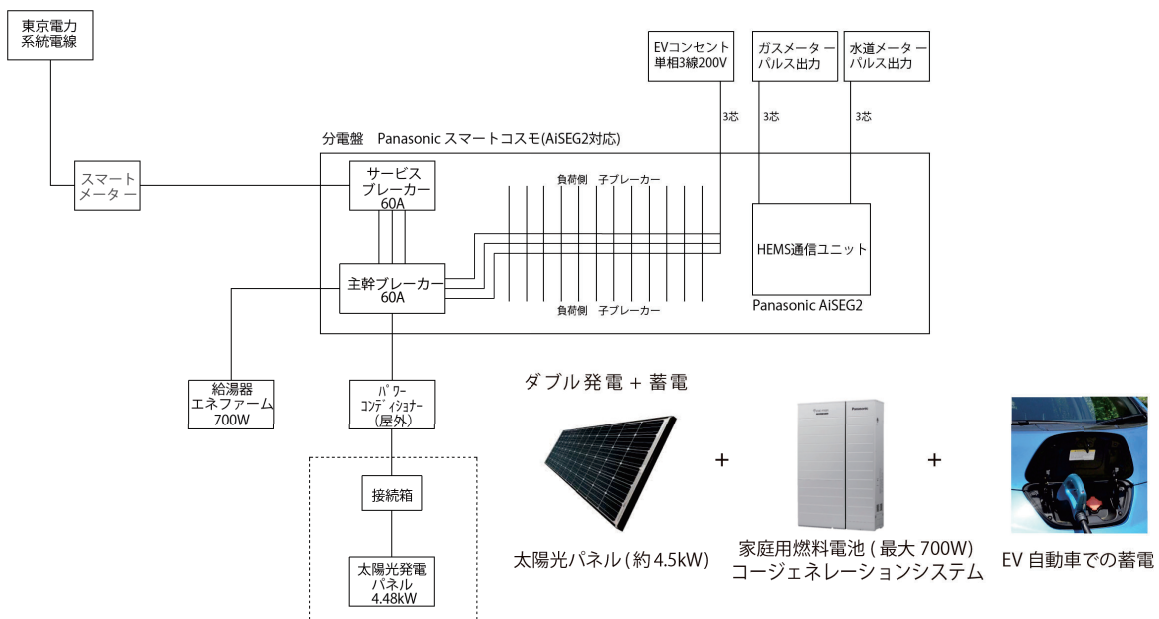 東京電力
系統電線
EVコンセント
単相3線200V
ガスメーター
パルス出力
水道メーター
パルス出力
3芯
3芯
3芯
分電盤　Panasonic スマートコスモ(AiSEG2対応)
スマート
メーター
サービス
ブレーカー
60A
負荷側　子ブレーカー
HEMS通信ユニット
主幹ブレーカー
60A
負荷側　子ブレーカー
Panasonic AiSEG2
給湯器
エネファーム
700W
ﾊﾟﾜｰ
ｺﾝﾃﾞｨｼｮﾅｰ
(屋外)
ダブル発電 + 蓄電
Panasonic
+
+
接続箱
太陽光発電
パネル
4.48kW
太陽光パネル (約 4.5kW)
家庭用燃料電池 ( 最大 700W)
コージェネレーションシステム
EV 自動車での蓄電